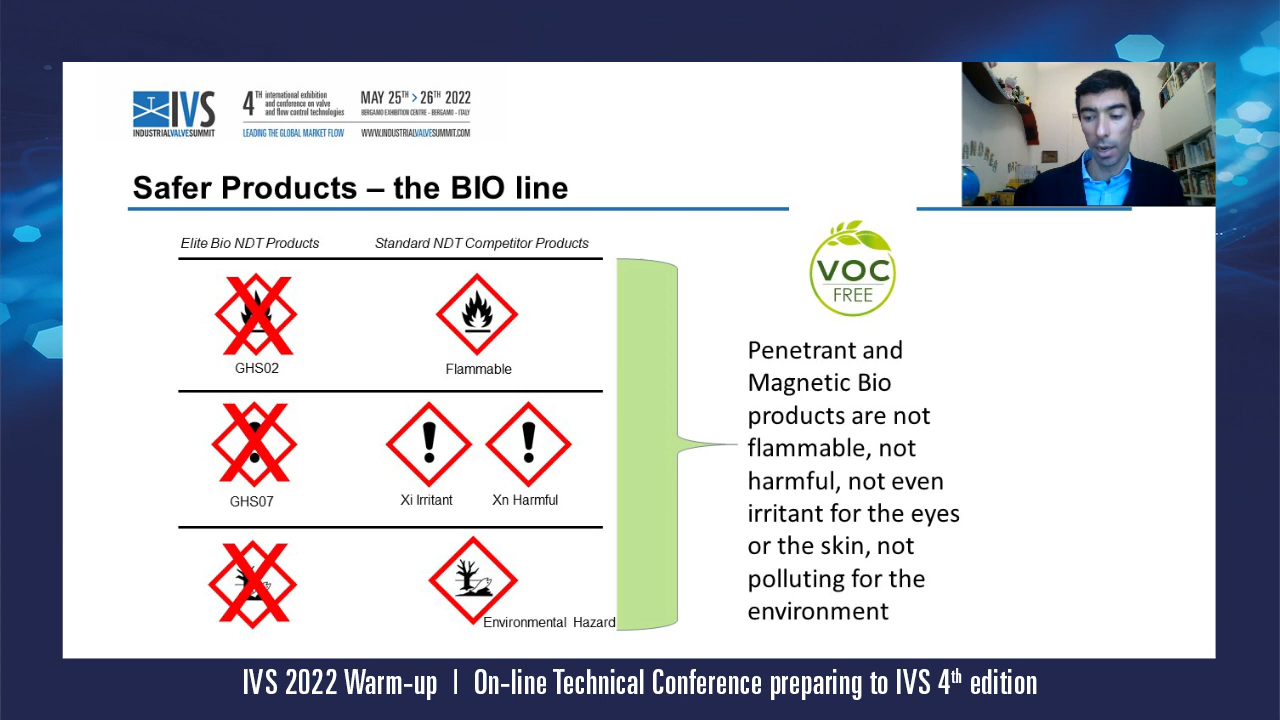 IVS
INDUSTRIALVALVESUMMIT
4TH international exhibition
and conference on valve
and flow control technologies
LEADING THE GLOBAL MARKET FLOW
MAY 25TH > 26TH 2022
BERGAMO EXHIBITION CENTRE - BERGAMO - ITALY
WWW.INDUSTRIALVALVESUMMIT.COM
Safer Products – the BIO line
Elite Bio NDT Products
Standard NDT Competitor Products
GHS02
Flammable
GHS07
Xi Irritant
Xn Harmful
Environmental Hazard
VOC
FREE
Penetrant and
Magnetic Bio
products are not
flammable, not
harmful, not even
irritant for the eyes
or the skin, not
polluting for the
environment
IVS 2022 Warm-up | On-line Technical Conference preparing to IVS 4th edition